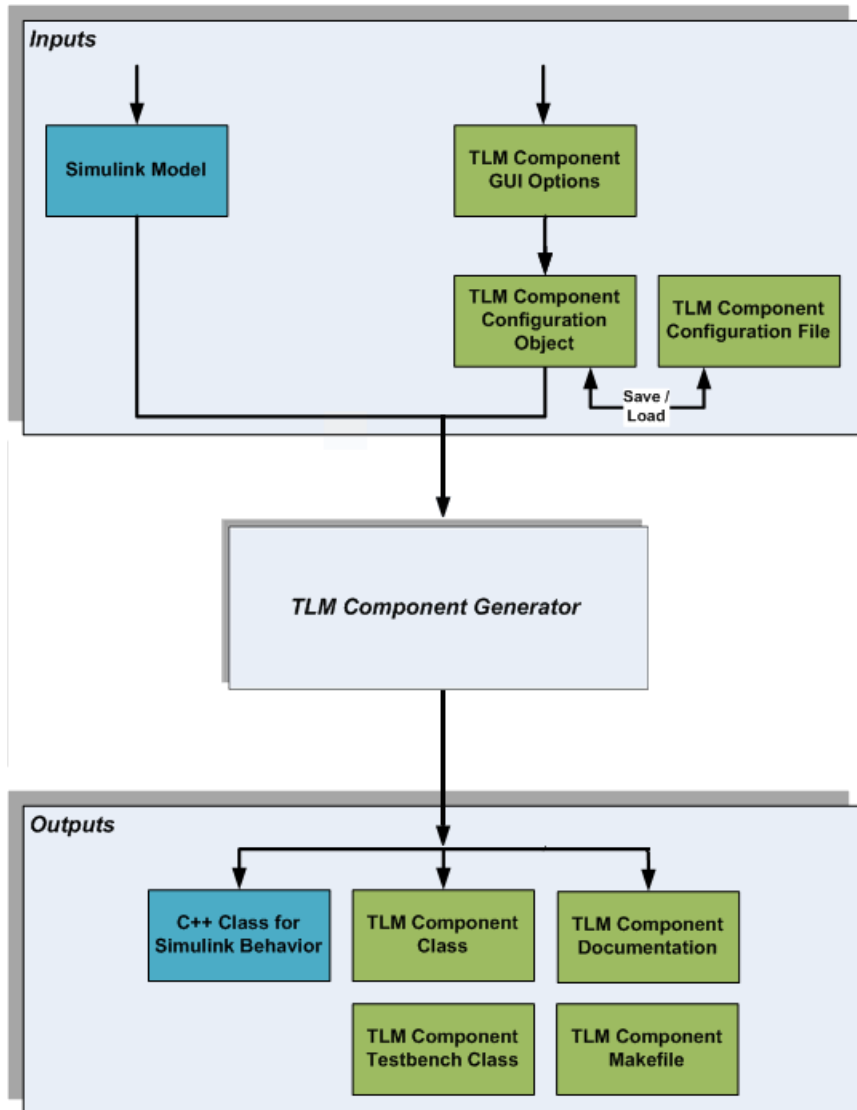 Inputs
Simulink Model
TLM Component
GUI Options
TLM Component
Configuration
Object
TLM Component
Configuration File
Save /
Load
TLM Component Generator
Outputs
C++ Class for
Simulink Behavior
TLM Component
Class
TLM Component
Documentation
TLM Component
Testbench Class
TLM Component
Makefile